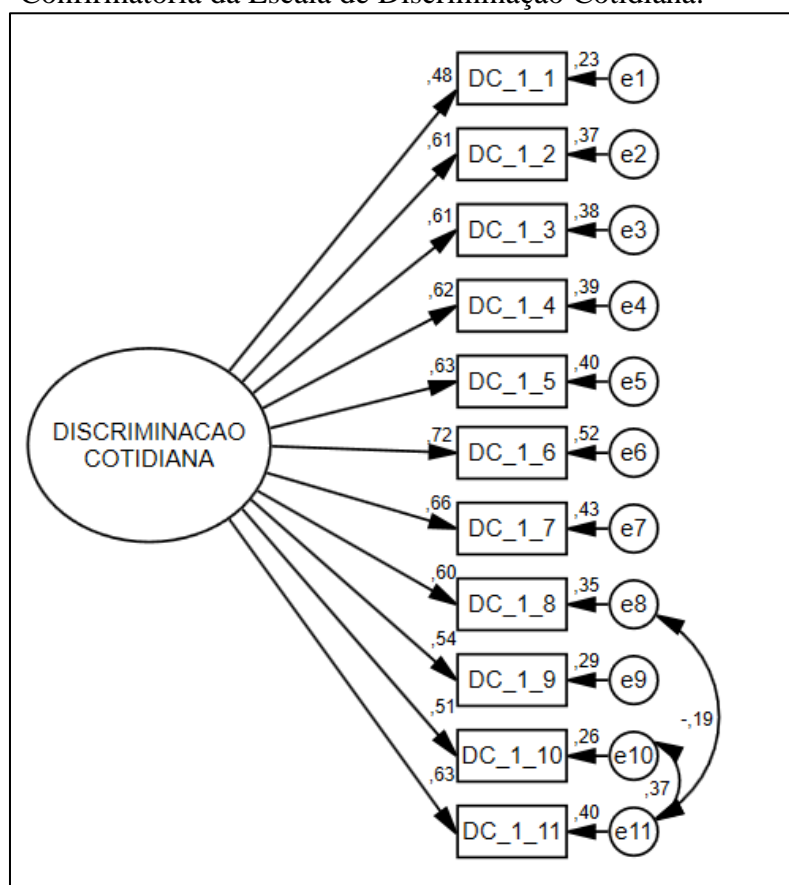 Confirmatória da Escala de Discriminação Cotidiana.
,48
DC_1_1
,23
e1
,61
DC_1_2
,37
e2
,61
DC_1_3
,38
e3
,62
DC_1_4
,39
e4
,63
DC_1_5
,40
e5
DISCRIMINACAO
COTIDIANA
,72
DC_1_6
,52
e6
,66
DC_1_7
,43
e7
,60
DC_1_8
,35
e8
,54
DC_1_9
,29
e9
-,19
,51
DC_1_10
,26
e10
,37
,63
DC_1_11
,40
e11